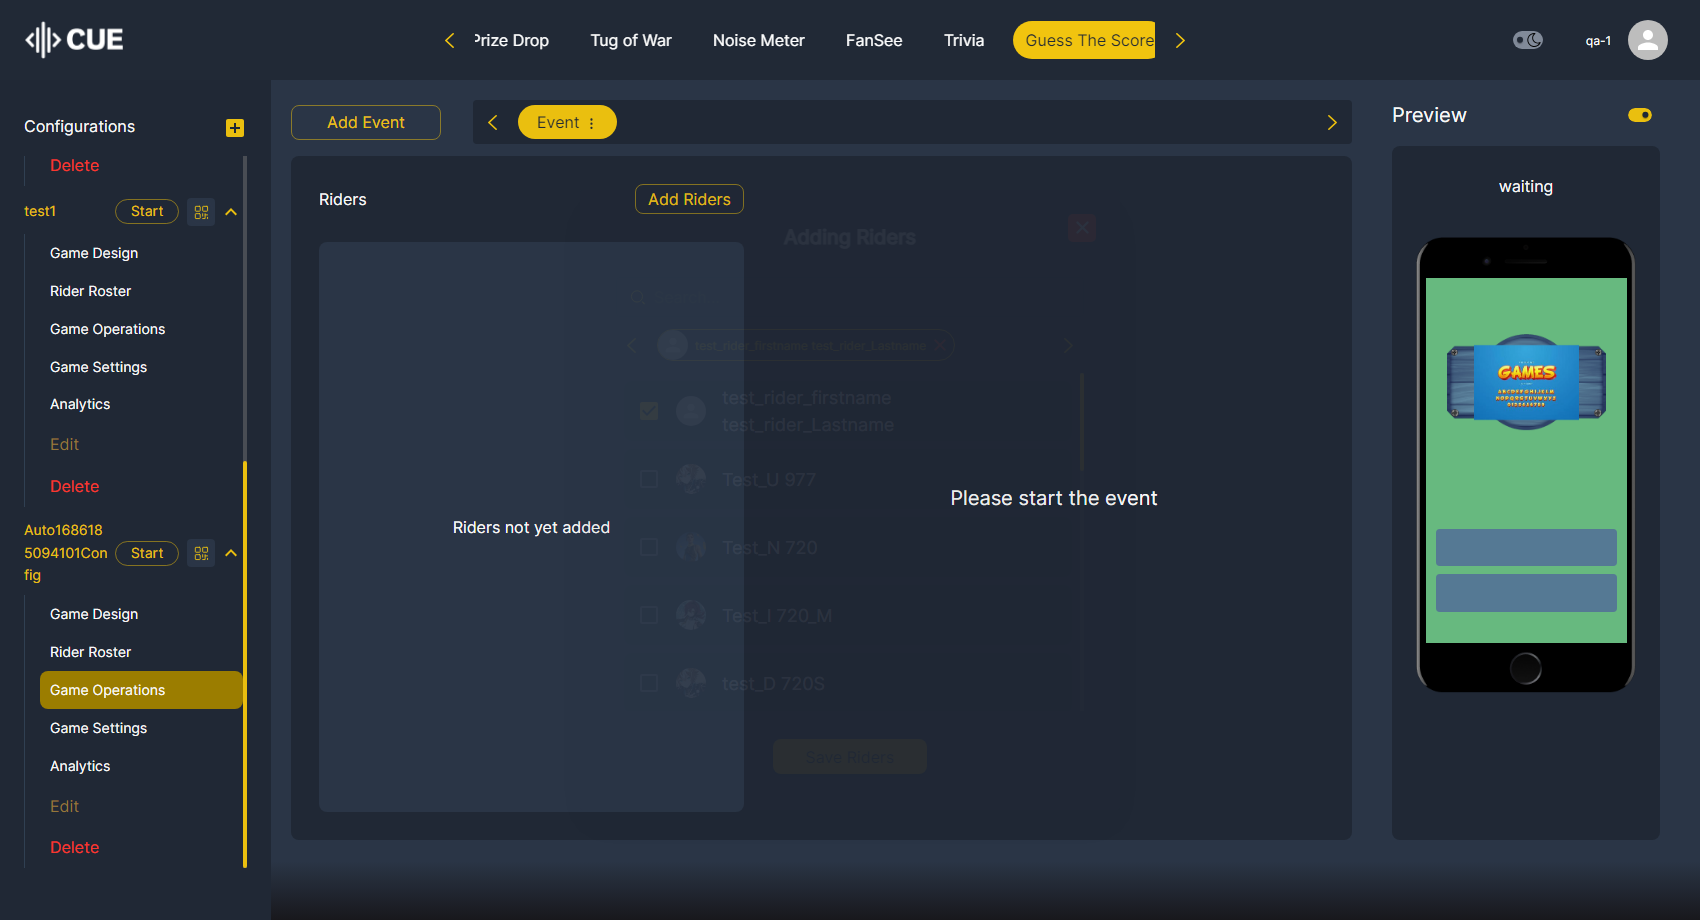 CUE
Prize Drop
Tug of War
Noise Meter
FanSee
Trivia
Guess The Score
qa-1
Configurations
Delete
test1
Start
Game Design
Rider Roster
Game Operations
Game Settings
Analytics
Edit
Delete
Auto168618
5094101Con
fig
Start
Game Design
Rider Roster
Game Operations
Game Settings
Analytics
Edit
Delete
Add Event
Event
Riders
Add Riders
Riders not yet added
Adding Riders
test_rider_firstname test_rider_Lastname
test_rider_firstname
test_rider_Lastname
Test_U 977
Test_N 720
Test_I 720_M
test_D 720S
Save Riders
Please start the event
Preview
waiting
GAMES